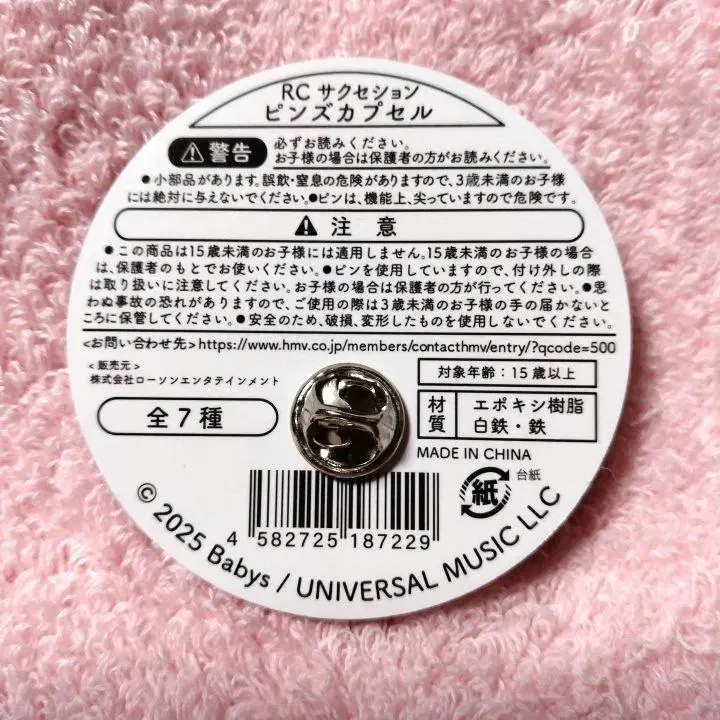 RC サクセション
ピンズカプセル
⚠警告 必ずお読みください。
お子様の場合は保護者の方がお読みください。
●小部品があります。誤飲・窒息の危険がありますので、3歳未満のお子様
には絶対に与えないでください。●ピンは、機能上、尖っていますので危険です。
⚠ 注 意
●この商品は15歳未満のお子様には適用しません。15歳未満のお子様の場合
は、保護者のもとでお使いください。●ピンを使用していますので、付け外しの際
は取り扱いに注意してください。お子様の場合は保護者が行ってください。●思
わぬ事故の恐れがありますので、ご使用の際は3歳未満のお子様の手の届かないと
ころに保管してください。●安全のため、破損、変形したものを使用しないでください。
<お問い合わせ先>https://www.hmv.co.jp/members/contacthmv/entry/?qcode=500
<販売元>
株式会社ローソンエンタテインメント
対象年齢:15歳以上
全7種
材質 エポキシ樹脂
白鉄・鉄
MADE IN CHINA
台紙
紙
4 582725 187229
© 2025 Babys / UNIVERSAL MUSIC LLC